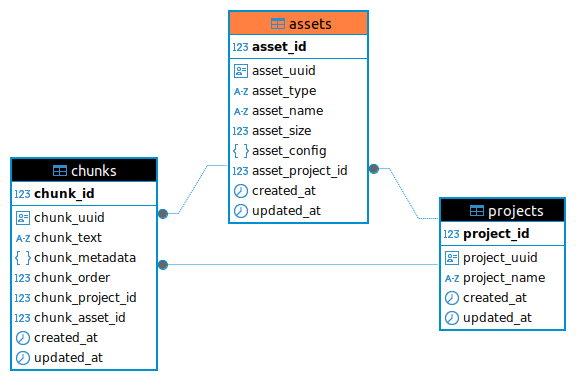 assets
123 asset_id
asset_uuid
A-Z asset_type
A-Z asset_name
123 asset_size
{ } asset_config
123 asset_project_id
created_at
updated_at
chunks
123 chunk_id
chunk_uuid
A-Z chunk_text
{ } chunk_metadata
123 chunk_order
123 chunk_project_id
123 chunk_asset_id
created_at
updated_at
projects
123 project_id
project_uuid
A-Z project_name
created_at
updated_at